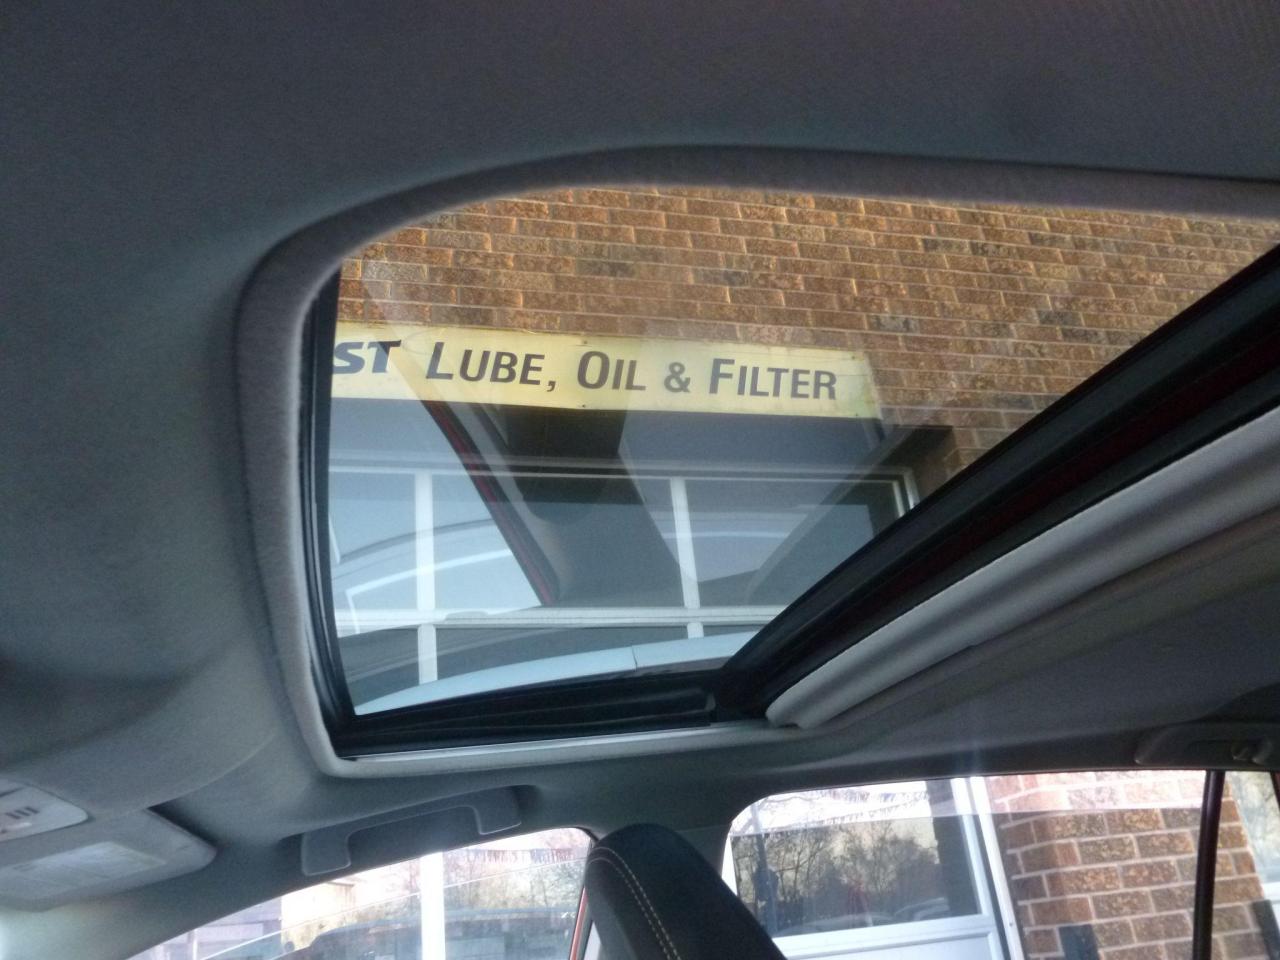 ST LUBE, OIL & FILTER